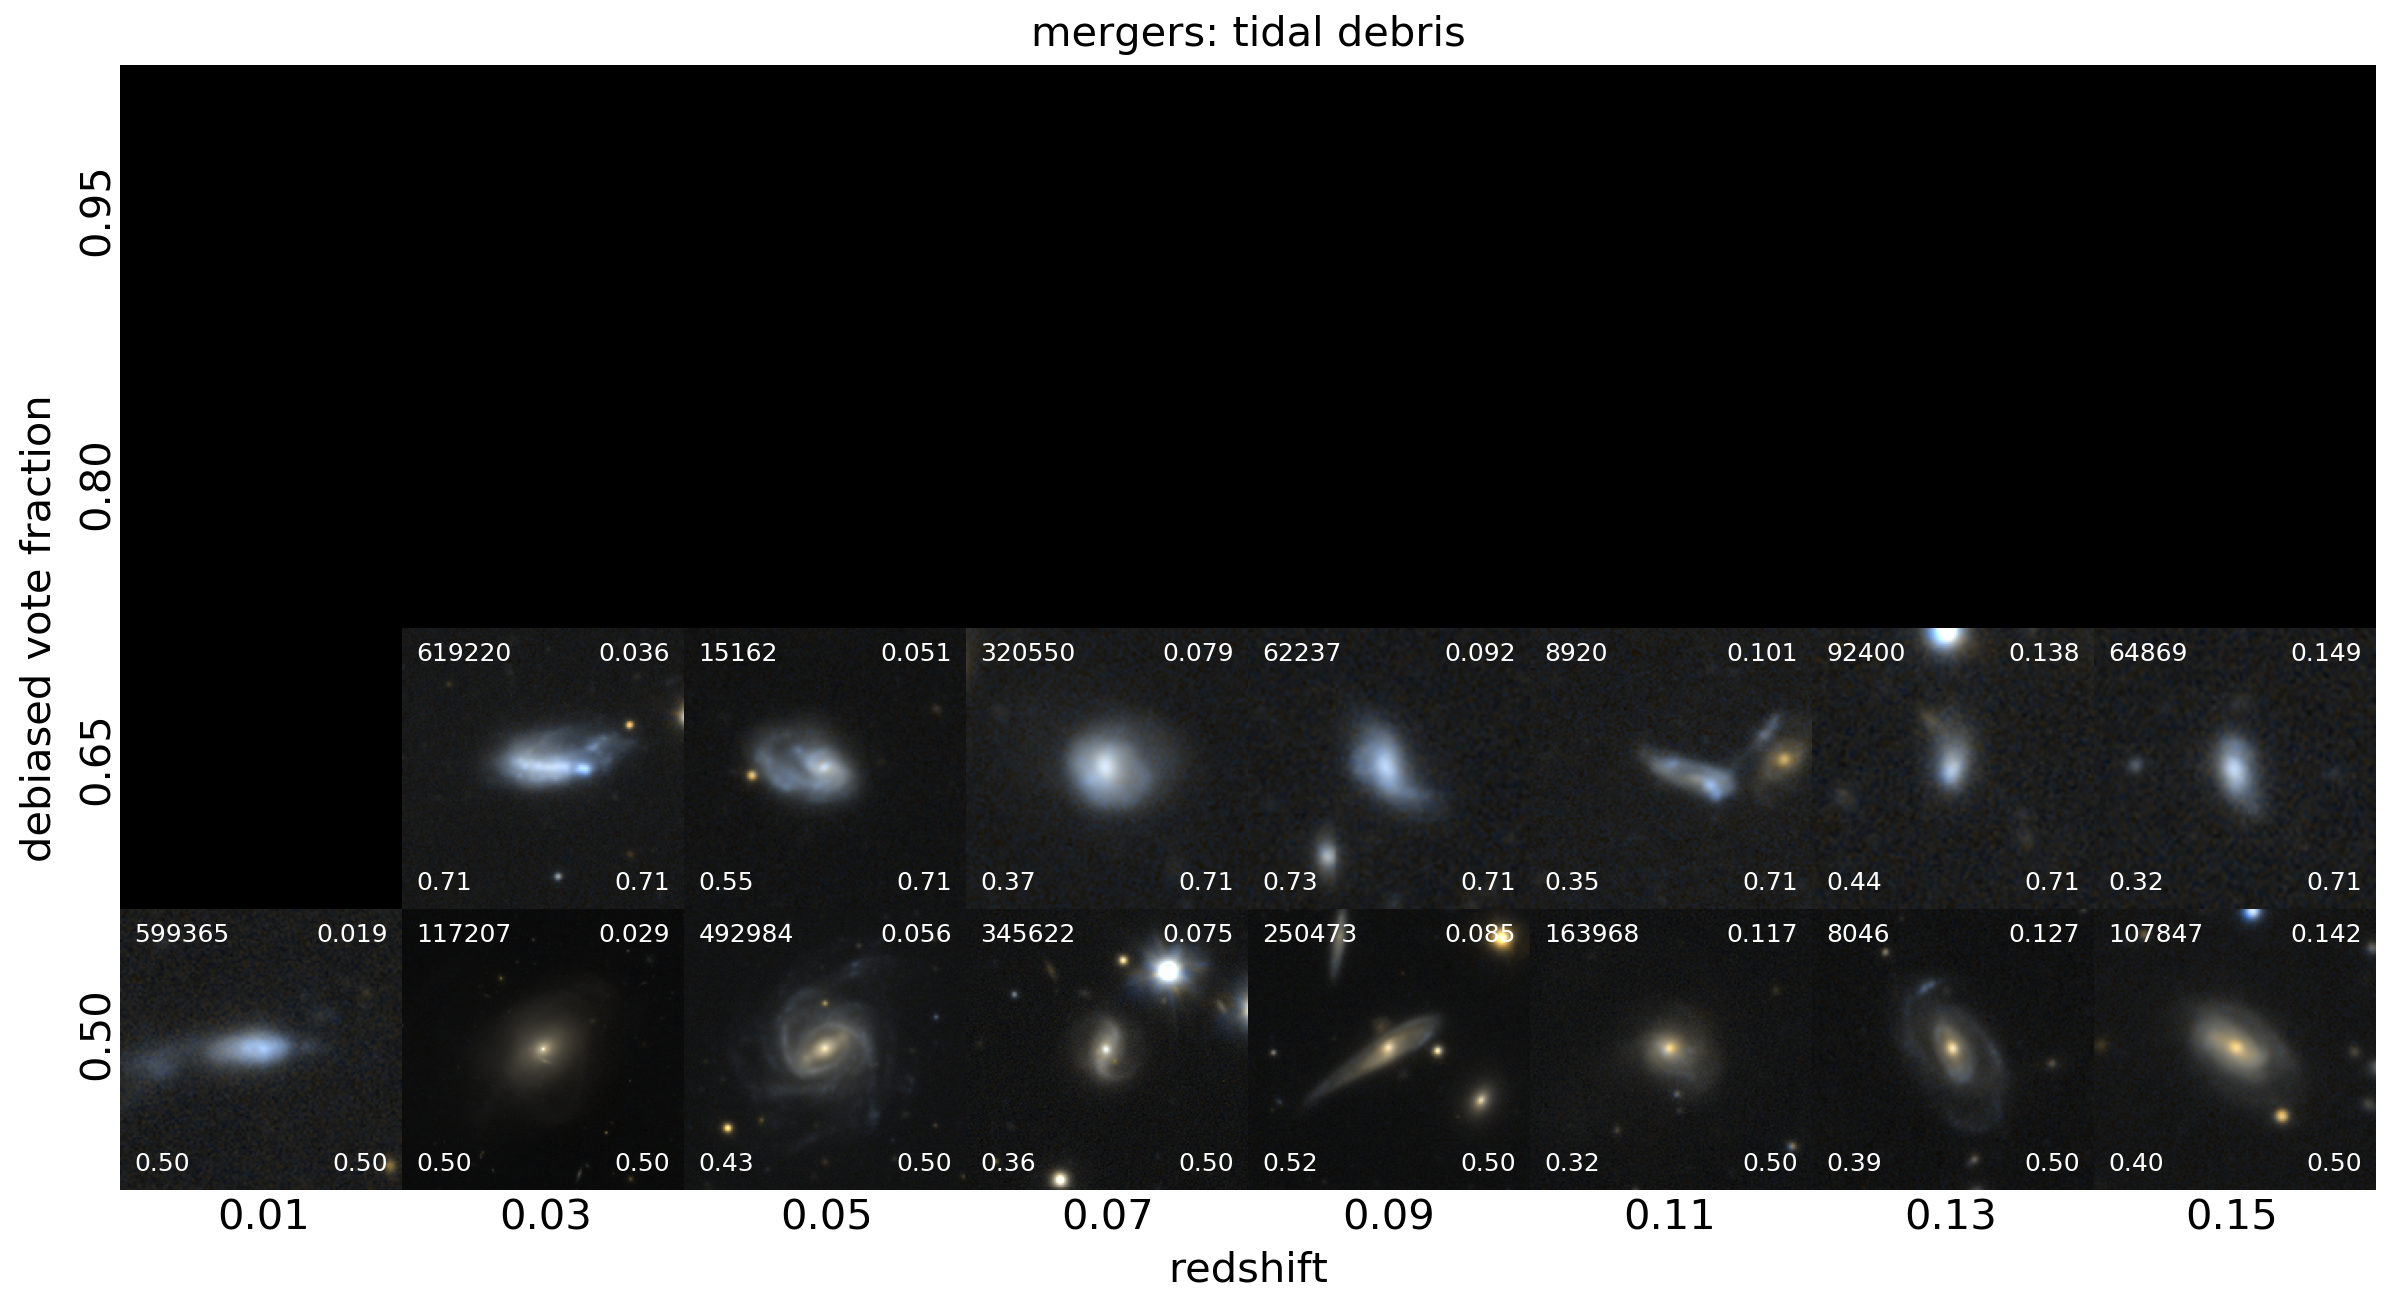 mergers: tidal debris
debiased vote fraction
0.95
0.80
0.65
0.50
619220 0.036 15162 0.051 320550 0.079 62237 0.092 8920 0.101 92400 0.138 64869 0.149
0.71 0.71 0.55 0.71 0.37 0.71 0.73 0.71 0.35 0.71 0.44 0.71 0.32 0.71
599365 0.019 117207 0.029 492984 0.056 345622 0.075 250473 0.085 163968 0.117 8046 0.127 107847 0.142
0.50 0.50 0.50 0.50 0.43 0.50 0.36 0.50 0.52 0.50 0.32 0.50 0.39 0.50 0.40 0.50
0.01 0.03 0.05 0.07 0.09 0.11 0.13 0.15
redshift